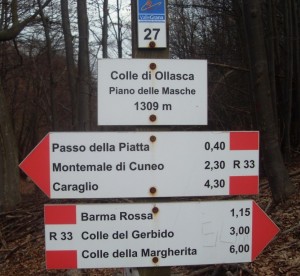 27
Colle di Ollasca
Piano delle Masche
1309 m
Passo della Piatta 0,40
Montemale di Cuneo 2,30 R 33
Caraglio 4,30
Barma Rossa 1,15
R 33 Colle del Gerbido 3,00
Colle della Margherita 6,00